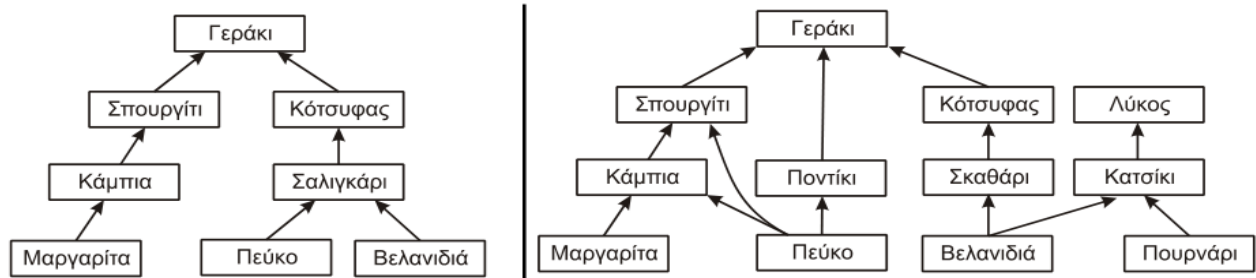 Γεράκι
Σπουργίτι
Κότσυφας
Κάμπια
Σαλιγκάρι
Μαργαρίτα
Πεύκο
Βελανιδιά
Γεράκι
Σπουργίτι
Κότσυφας
Λύκος
Κάμπια
Ποντίκι
Σκαθάρι
Κατσίκι
Μαργαρίτα
Πεύκο
Βελανιδιά
Πουρνάρι